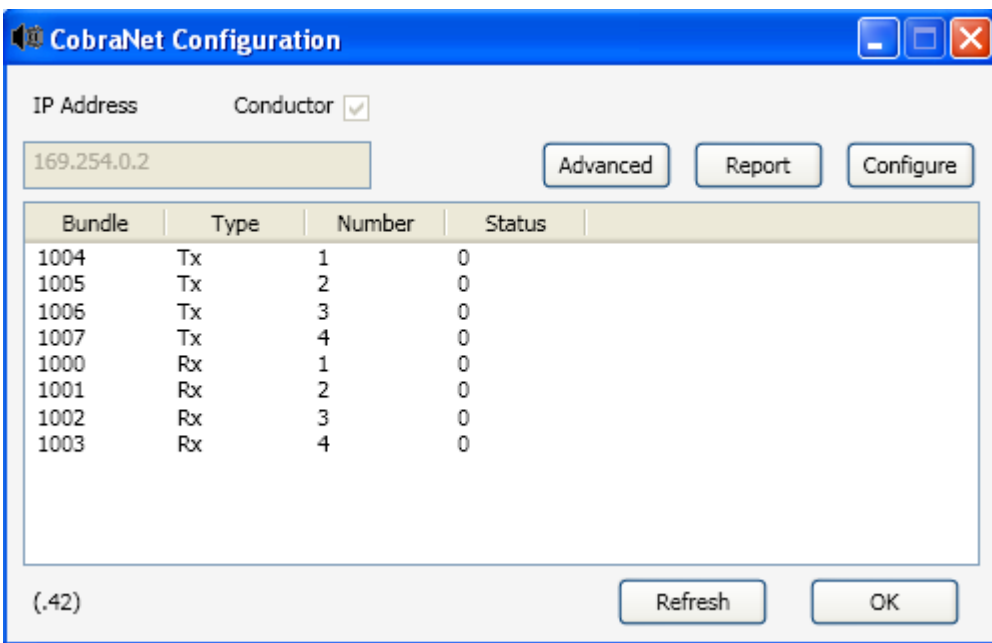 CobraNet Configuration
IP Address Conductor
169.254.0.2 Advanced Report Configure
Bundle Type Number Status
1004 Tx 1 0
1005 Tx 2 0
1006 Tx 3 0
1007 Tx 4 0
1000 Rx 1 0
1001 Rx 2 0
1002 Rx 3 0
1003 Rx 4 0
(.42) Refresh OK